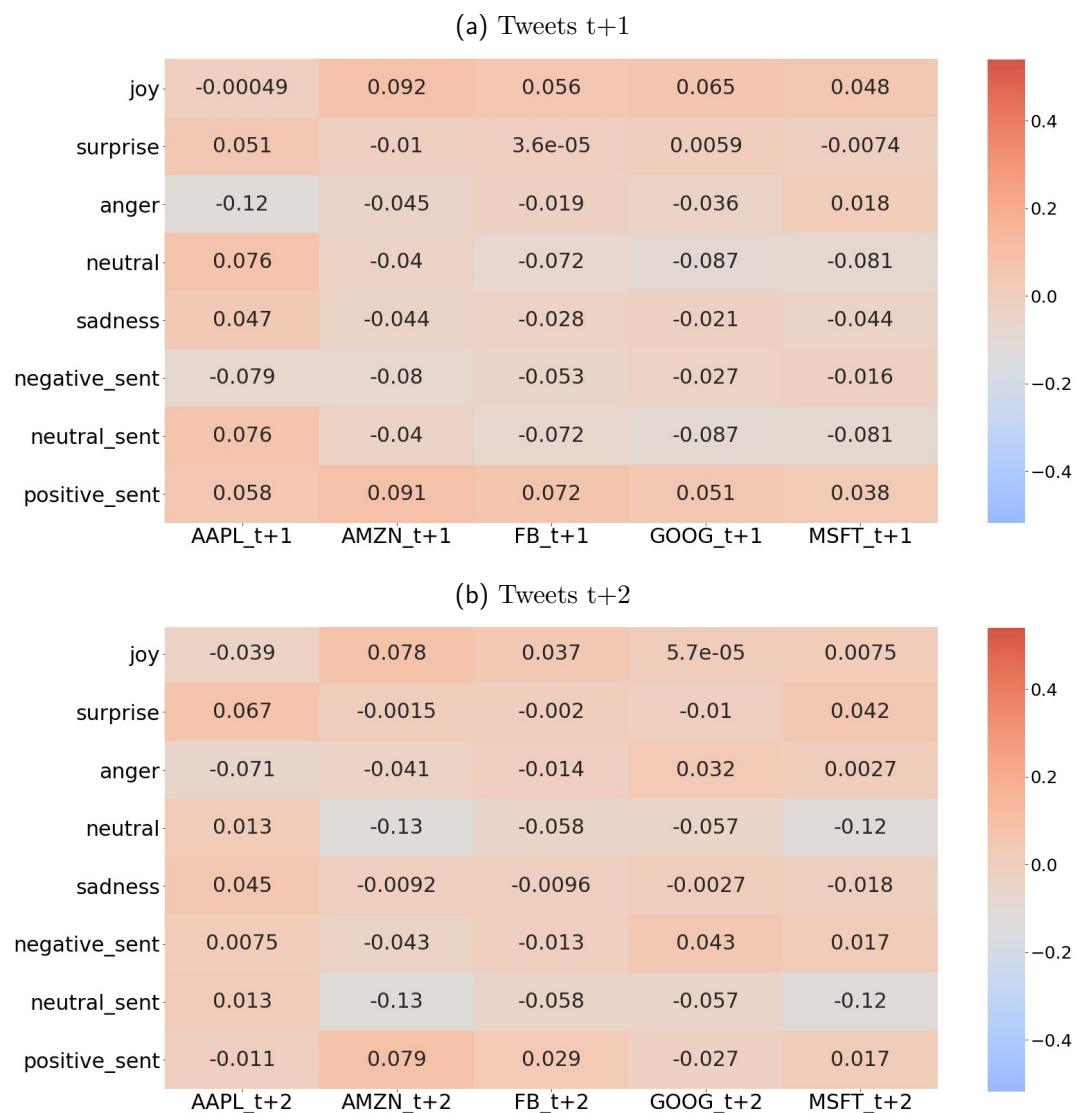 (a) Tweets t+1
joy -0.00049 0.092 0.056 0.065 0.048
surprise 0.051 -0.01 3.6e-05 0.0059 -0.0074
anger -0.12 -0.045 -0.019 -0.036 0.018
neutral 0.076 -0.04 -0.072 -0.087 -0.081
sadness 0.047 -0.044 -0.028 -0.021 -0.044
negative_sent -0.079 -0.08 -0.053 -0.027 -0.016
neutral_sent 0.076 -0.04 -0.072 -0.087 -0.081
positive_sent 0.058 0.091 0.072 0.051 0.038
AAPL_t+1 AMZN_t+1 FB_t+1 GOOG_t+1 MSFT_t+1
0.4
0.2
0.0
−0.2
−0.4
(b) Tweets t+2
joy -0.039 0.078 0.037 5.7e-05 0.0075
surprise 0.067 -0.0015 -0.002 -0.01 0.042
anger -0.071 -0.041 -0.014 0.032 0.0027
neutral 0.013 -0.13 -0.058 -0.057 -0.12
sadness 0.045 -0.0092 -0.0096 -0.0027 -0.018
negative_sent 0.0075 -0.043 -0.013 0.043 0.017
neutral_sent 0.013 -0.13 -0.058 -0.057 -0.12
positive_sent -0.011 0.079 0.029 -0.027 0.017
AAPL_t+2 AMZN_t+2 FB_t+2 GOOG_t+2 MSFT_t+2
0.4
0.2
0.0
−0.2
−0.4